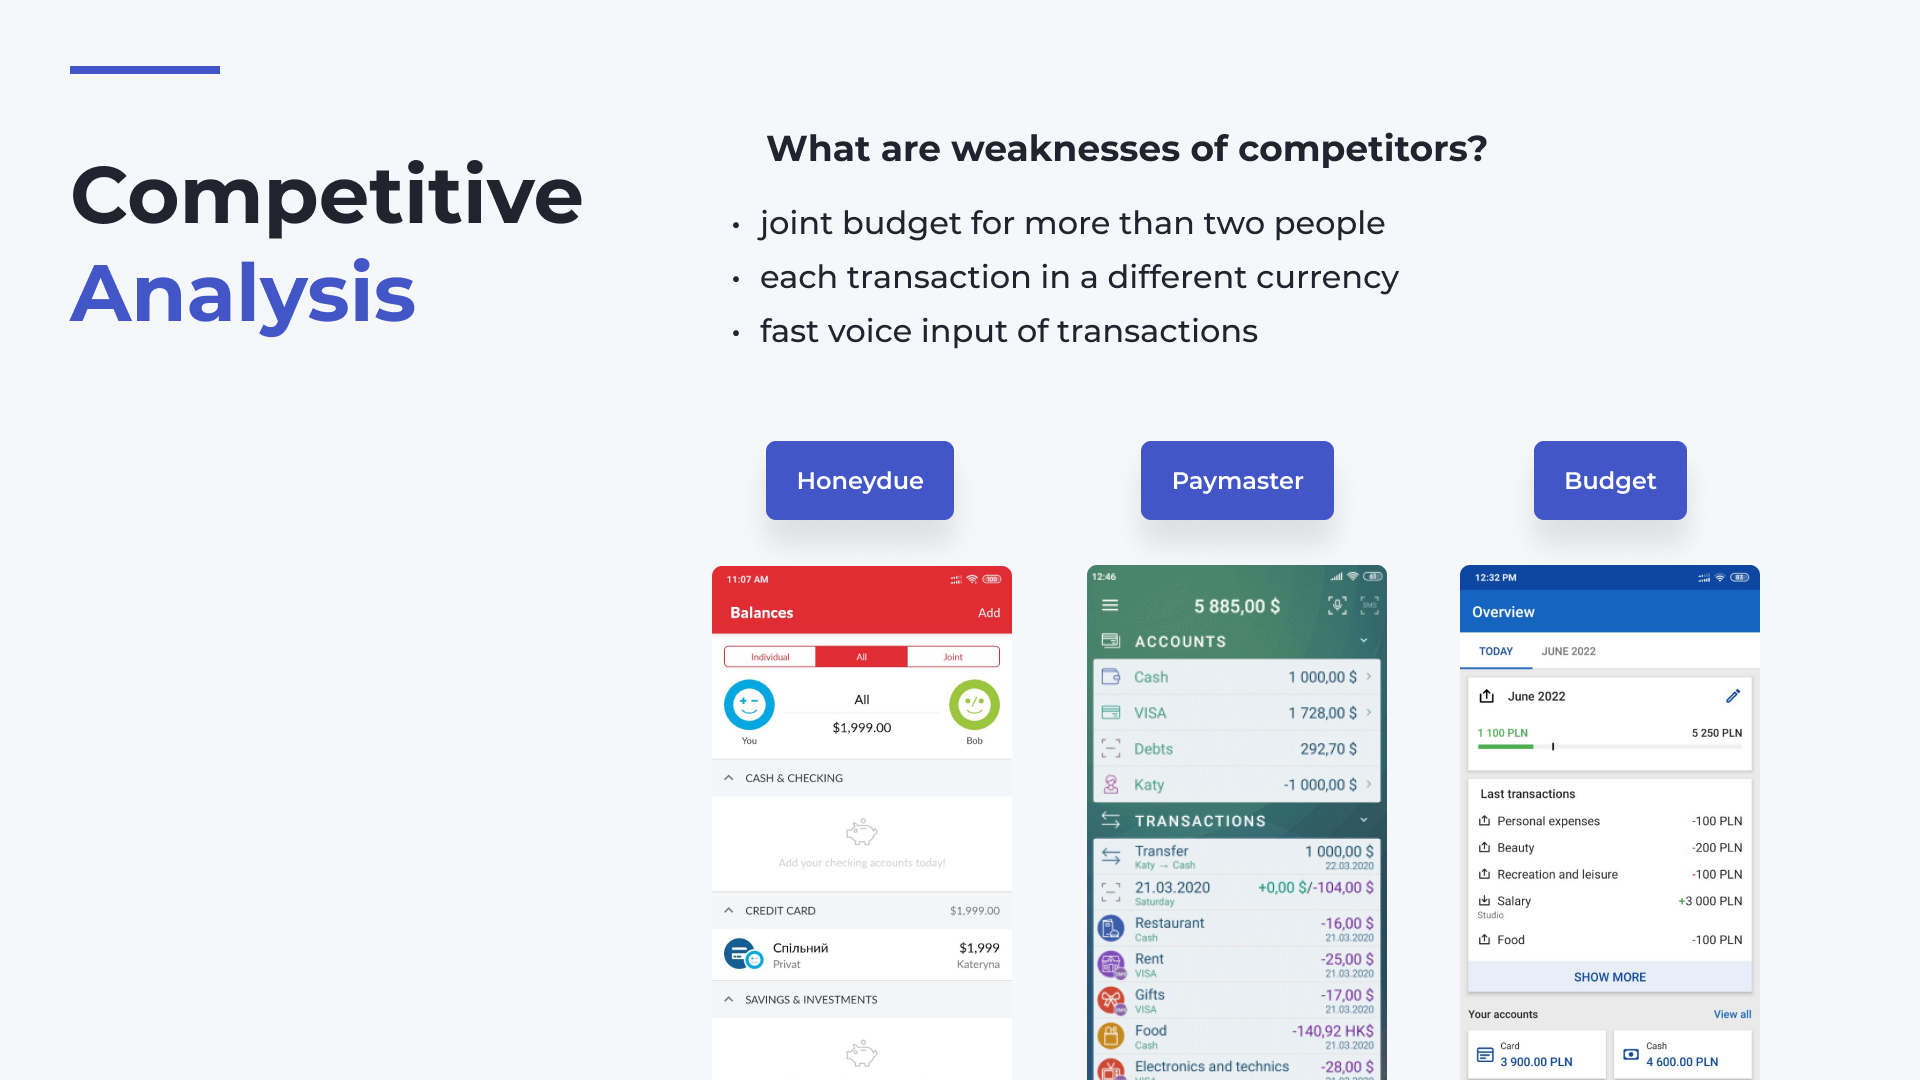 Competitive
Analysis
What are weaknesses of competitors?
• joint budget for more than two people
• each transaction in a different currency
• fast voice input of transactions
Honeydue
Paymaster
Budget
11:07 AM
100
Balances
Add
Individual
All
Joint
All
$1,999.00
You
Bob
CASH & CHECKING
Add your checking accounts today!
CREDIT CARD
$1,999.00
Спільний
$1,999
Privat
Kateryna
SAVINGS & INVESTMENTS
12:46
5 885,00 $
SMS
ACCOUNTS
Cash
1 000,00 $
VISA
1 728,00 $
Debts
292,70 $
Katy
-1 000,00 $
TRANSACTIONS
Transfer
1 000,00 $
Katy → Cash
22.03.2020
21.03.2020
+0,00 $/-104,00 $
Saturday
Restaurant
-16,00 $
Cash
21.03.2020
Rent
-25,00 $
VISA
21.03.2020
Gifts
-17,00 $
VISA
21.03.2020
Food
-140,92 HK$
Cash
21.03.2020
Electronics and technics
-28,00 $
12:32 PM
83
Overview
TODAY
JUNE 2022
June 2022
1 100 PLN
5 250 PLN
Last transactions
Personal expenses
-100 PLN
Beauty
-200 PLN
Recreation and leisure
-100 PLN
Salary
+3 000 PLN
Studio
Food
-100 PLN
SHOW MORE
Your accounts
View all
Card
3 900.00 PLN
Cash
4 600.00 PLN